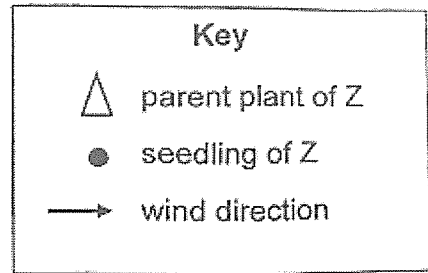 Key
parent plant of Z
seedling of Z
wind direction